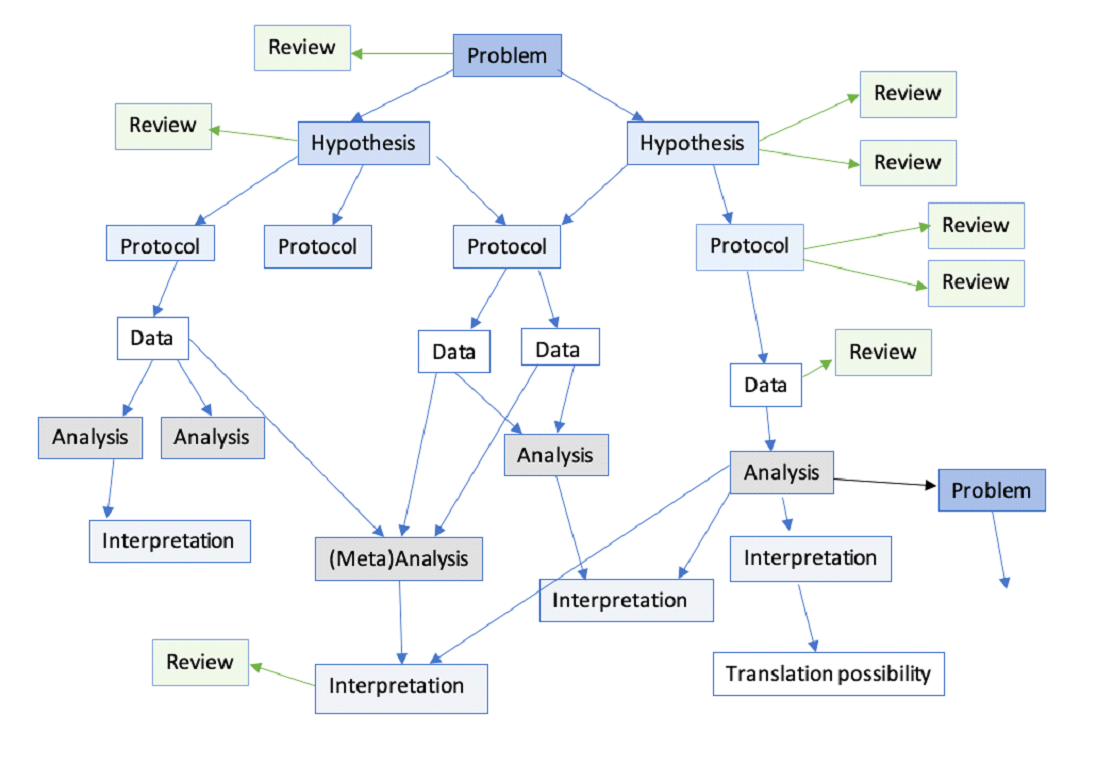 Review
Problem
Review
Review
Hypothesis
Hypothesis
Review
Review
Protocol
Protocol
Protocol
Protocol
Review
Data
Data
Data
Review
Data
Analysis
Analysis
Analysis
Analysis
Problem
Interpretation
(Meta)Analysis
Interpretation
Interpretation
Review
Interpretation
Translation possibility